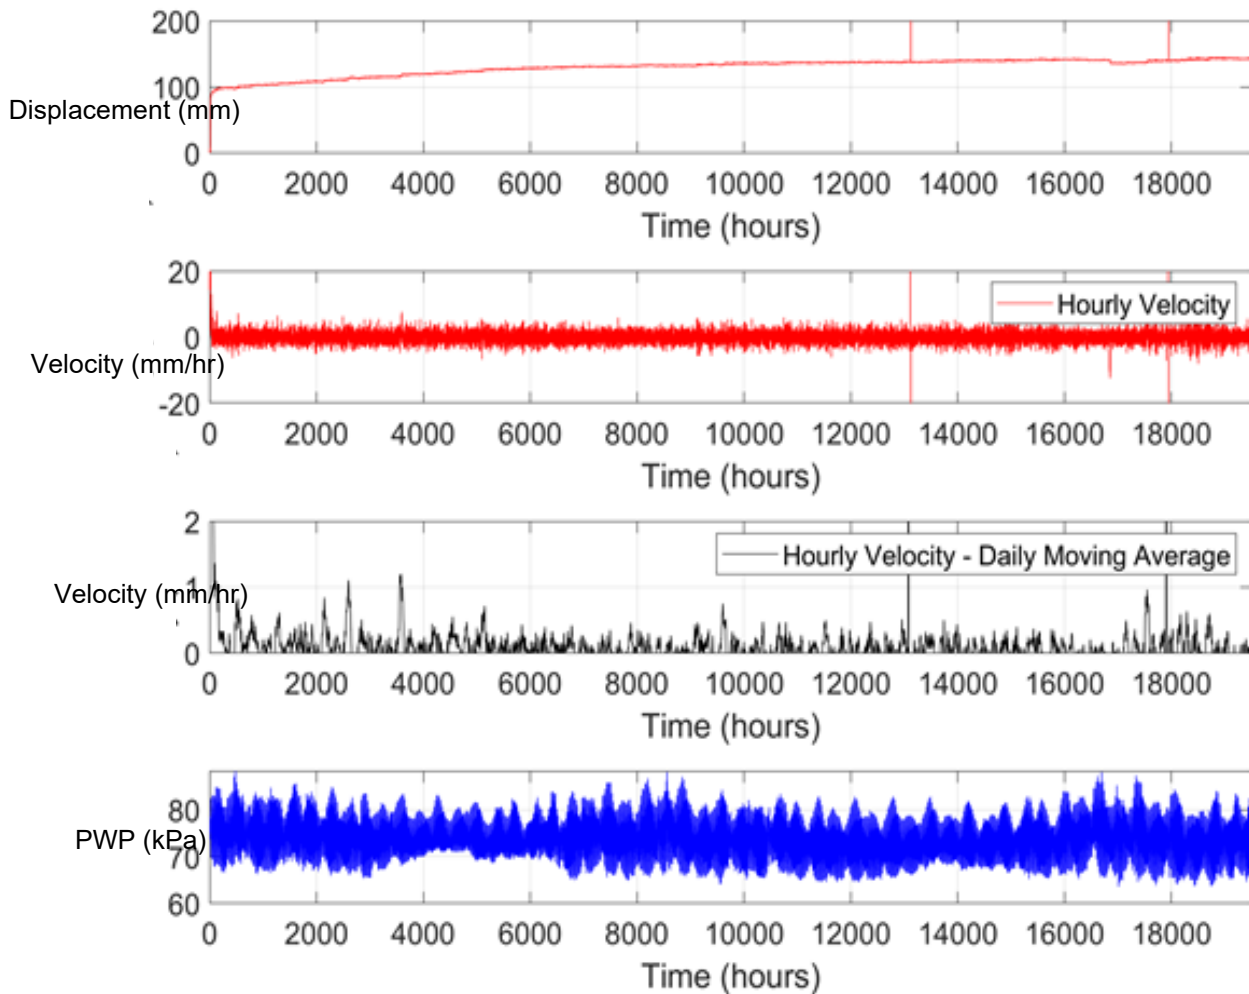 200
100
Displacement (mm)
0
0 2000 4000 6000 8000 10000 12000 14000 16000 18000
Time (hours)
20
Hourly Velocity
0
Velocity (mm/hr)
-20
0 2000 4000 6000 8000 10000 12000 14000 16000 18000
Time (hours)
2
Hourly Velocity - Daily Moving Average
1
Velocity (mm/hr)
0
0 2000 4000 6000 8000 10000 12000 14000 16000 18000
Time (hours)
80
PWP (kPa)
70
60
0 2000 4000 6000 8000 10000 12000 14000 16000 18000
Time (hours)